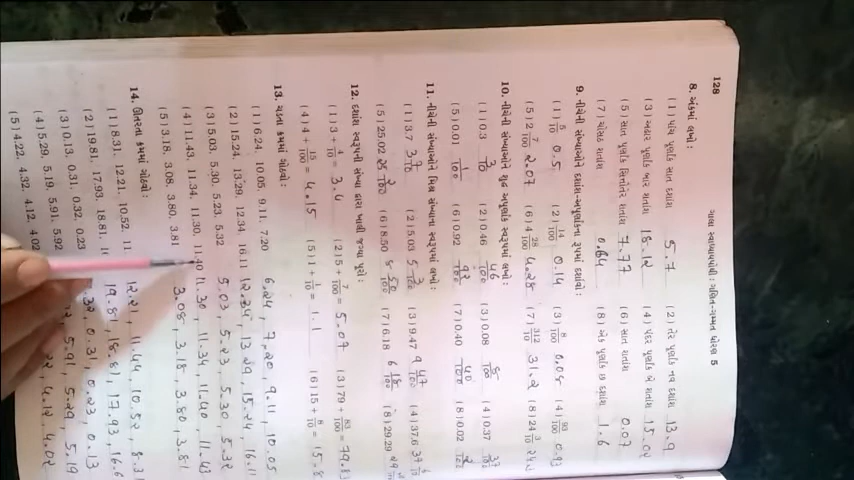 128 ગાલા સ્વાધ્યાયપોથી : ગણિત-ગમ્મત ધોરણ 5
8. અંકમાં લખો :
(1) પાંચ પૂર્ણાંક સાત દશાંશ 5.7 (2) તેર પૂર્ણાંક નવ દશાંશ 13.9
(3) અઢાર પૂર્ણાંક બાર શતાંશ 18.12 (4) પંદર પૂર્ણાંક બે શતાંશ 15.02
(5) સાત પૂર્ણાંક સિત્તોતેર શતાંશ 7.77 (6) સાત શતાંશ 0.07
(7) ચોસઠ શતાંશ 0.64 (8) એક પૂર્ણાંક છ દશાંશ 1.6
9. નીચેની સંખ્યાઓને દશાંશ-અપૂર્ણાંકના રૂપમાં દર્શાવો :
(1) 5/10 0.5 (2) 14/100 0.14 (3) 8/100 0.08 (4) 93/100 0.93
(5) 2 7/100 2.07 (6) 4 28/100 4.28 (7) 312/10 31.2 (8) 24 3/10
10. નીચેની સંખ્યાઓને શુદ્ધ અપૂર્ણાંક સ્વરૂપમાં લખો :
(1) 0.3 3/10 (2) 0.46 46/100 (3) 0.08 8/100 (4) 0.37 37/100
(5) 0.01 1/100 (6) 0.92 92/100 (7) 0.40 40/100 (8) 0.02 2/100
11. નીચેની સંખ્યાઓને મિશ્ર સંખ્યાના સ્વરૂપમાં લખો :
(1) 3.7 3 7/10 (2) 5.03 5 3/100 (3) 9.47 9 47/100 (4) 37.6 37 6/10
(5) 25.02 25 2/100 (6) 8.50 8 50/100 (7) 6.18 6 18/100 (8) 29.29
12. દશાંશ સ્વરૂપની સંખ્યા દ્વારા ખાલી જગ્યા પૂરો :
(1) 3 + 4/10 = 3.4 (2) 5 + 7/100 = 5.07 (3) 79 + 83/100 = 79.83
(4) 4 + 15/100 = 4.15 (5) 1 + 1/10 = 1.1 (6) 15 + 8/10 = 15.8
13. ચડતા ક્રમમાં ગોઠવો :
(1) 6.24, 10.05, 9.11, 7.20 6.24, 7.20, 9.11, 10.05
(2) 15.24, 13.29, 12.34, 16.11 12.34, 13.29, 15.24, 16.11
(3) 5.03, 5.30, 5.23, 5.32 5.03, 5.23, 5.30, 5.32
(4) 11.43, 11.34, 11.30, 11.40 11.30, 11.34, 11.40, 11.43
(5) 3.18, 3.08, 3.80, 3.81 3.08, 3.18, 3.80, 3.81
14. ઊતરતા ક્રમમાં ગોઠવો :
(1) 8.31, 12.21, 10.52, 11 12.21, 11.44, 10.52, 8.31
(2) 19.81, 17.93, 18.81, 19.81, 18.81, 17.93, 16.6
(3) 0.13, 0.31, 0.32, 0.23 0.32, 0.31, 0.23, 0.13
(4) 5.29, 5.19, 5.91, 5.92 5.91, 5.29, 5.19
(5) 4.22, 4.32, 4.12, 4.02 4.12, 4.02